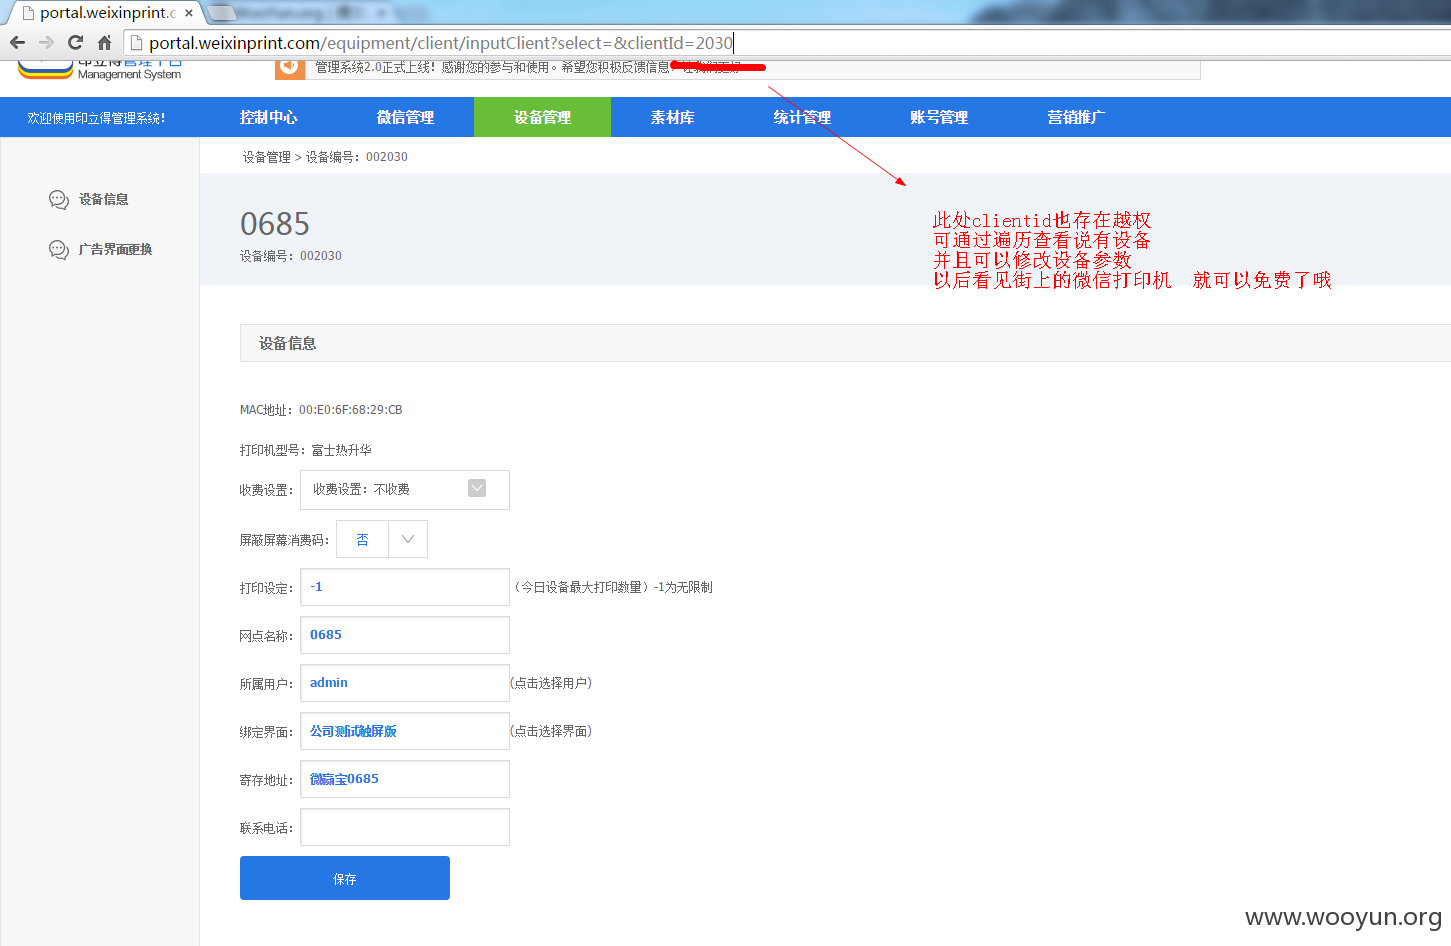 portal.weixinprint.c
portal.weixinprint.com/equipment/client/inputClient?select=&clientId=2030
Management System
管理系统2.0正式上线！感谢您的参与和使用。希望您积极反馈信息
欢迎使用印立得管理系统!
控制中心
微信管理
设备管理
素材库
统计管理
账号管理
营销推广
设备管理 > 设备编号：002030
设备信息
广告界面更换
0685
设备编号：002030
此处clientid也存在越权
可通过遍历查看说有设备
并且可以修改设备参数
以后看见街上的微信打印机 就可以免费了哦
设备信息
MAC地址：00:E0:6F:68:29:CB
打印机型号：富士热升华
收费设置：收费设置：不收费
屏蔽屏幕消费码：否
打印设定：-1（今日设备最大打印数量）-1为无限制
网点名称：0685
所属用户：admin(点击选择用户)
绑定界面：公司测试触屏版(点击选择界面)
寄存地址：微赢宝0685
联系电话：
保存
www.wooyun.org